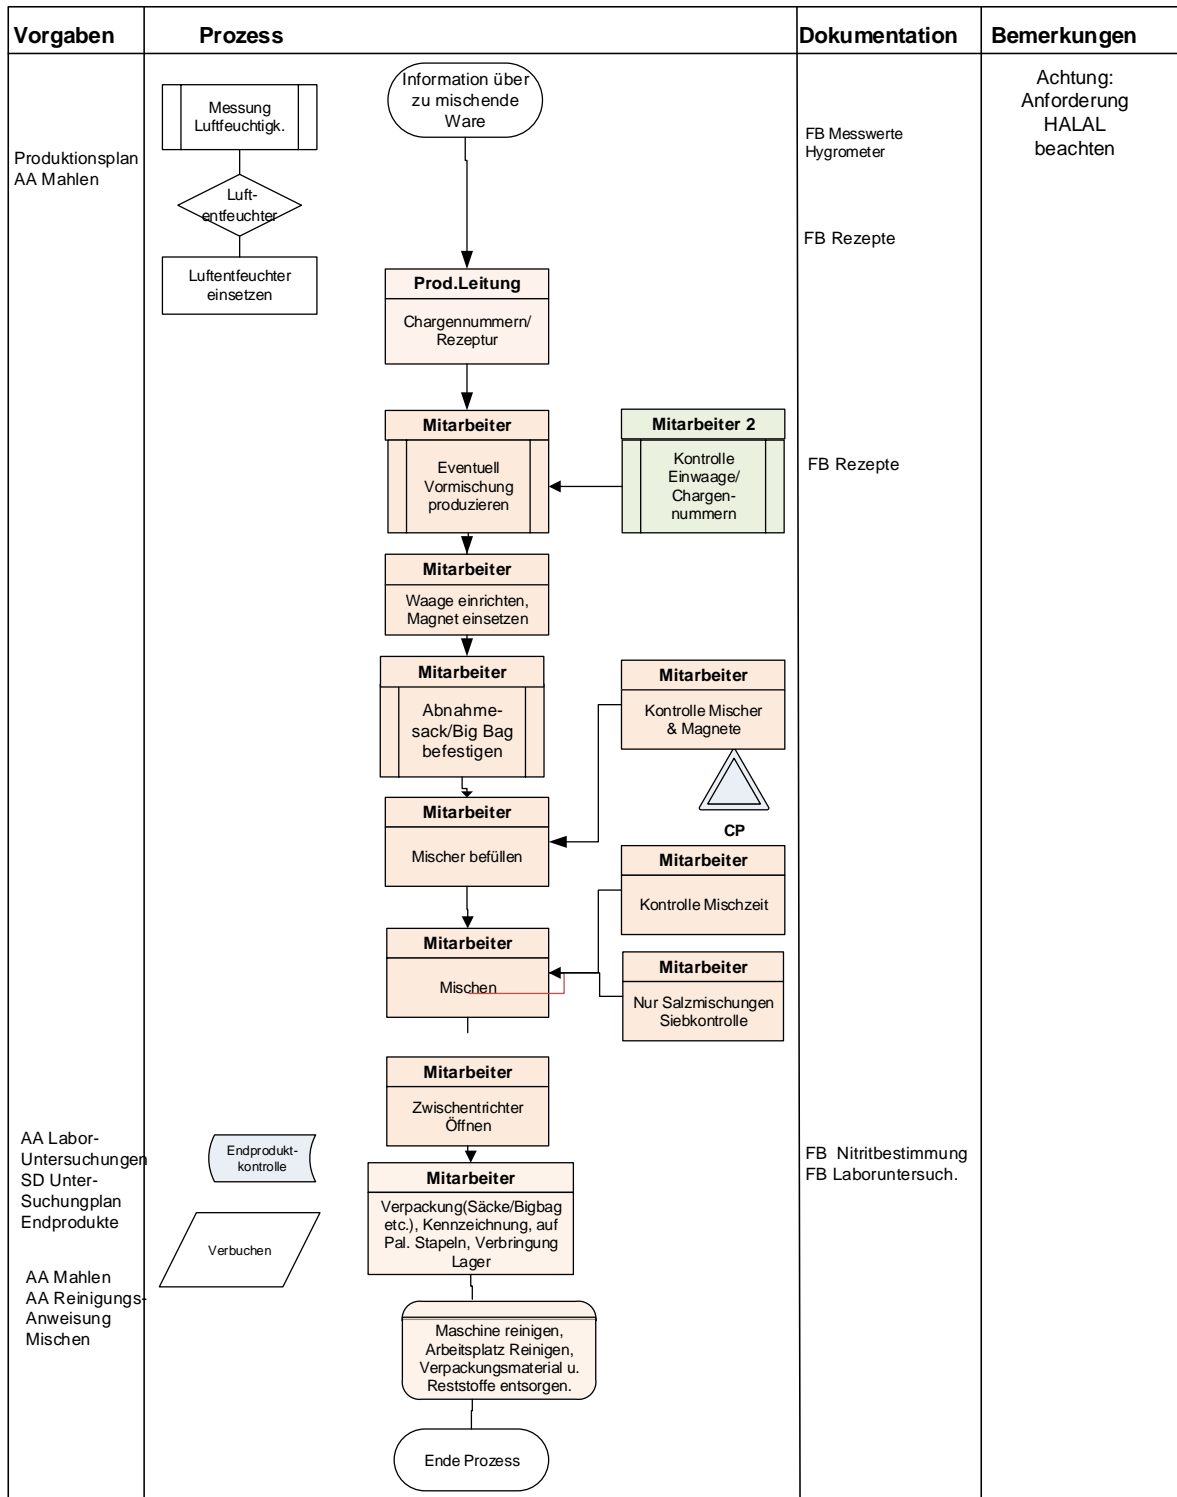 Vorgaben
Prozess
Dokumentation
Bemerkungen
Messung
Luftfeuchtigk.
Information über
zu mischende
Ware
Achtung:
Anforderung
HALAL
beachten
FB Messwerte
Hygrometer
Produktionsplan
AA Mahlen
Luft-
entfeuchter
FB Rezepte
Luftentfeuchter
einsetzen
Prod.Leitung
Chargennummern/
Rezeptur
Mitarbeiter
Eventuell
Vormischung
produzieren
Mitarbeiter 2
Kontrolle
Einwaage/
Chargen-
nummern
FB Rezepte
Mitarbeiter
Waage einrichten,
Magnet einsetzen
Mitarbeiter
Abnahme-
sack/Big Bag
befestigen
Mitarbeiter
Kontrolle Mischer
& Magnete
CP
Mitarbeiter
Mischer befüllen
Mitarbeiter
Kontrolle Mischzeit
Mitarbeiter
Mischen
Mitarbeiter
Nur Salzmischungen
Siebkontrolle
Mitarbeiter
Zwischentrichter
Öffnen
AA Labor-
Untersuchungen
SD Unter-
Suchungplan
Endprodukte
Endprodukt-
kontrolle
FB Nitritbestimmung
FB Laboruntersuch.
Mitarbeiter
Verpackung(Säcke/Bigbag
etc.), Kennzeichnung, auf
Pal. Stapeln, Verbringung
Lager
Verbuchen
AA Mahlen
AA Reinigungs-
Anweisung
Mischen
Maschine reinigen,
Arbeitsplatz Reinigen,
Verpackungsmaterial u.
Reststoffe entsorgen.
Ende Prozess